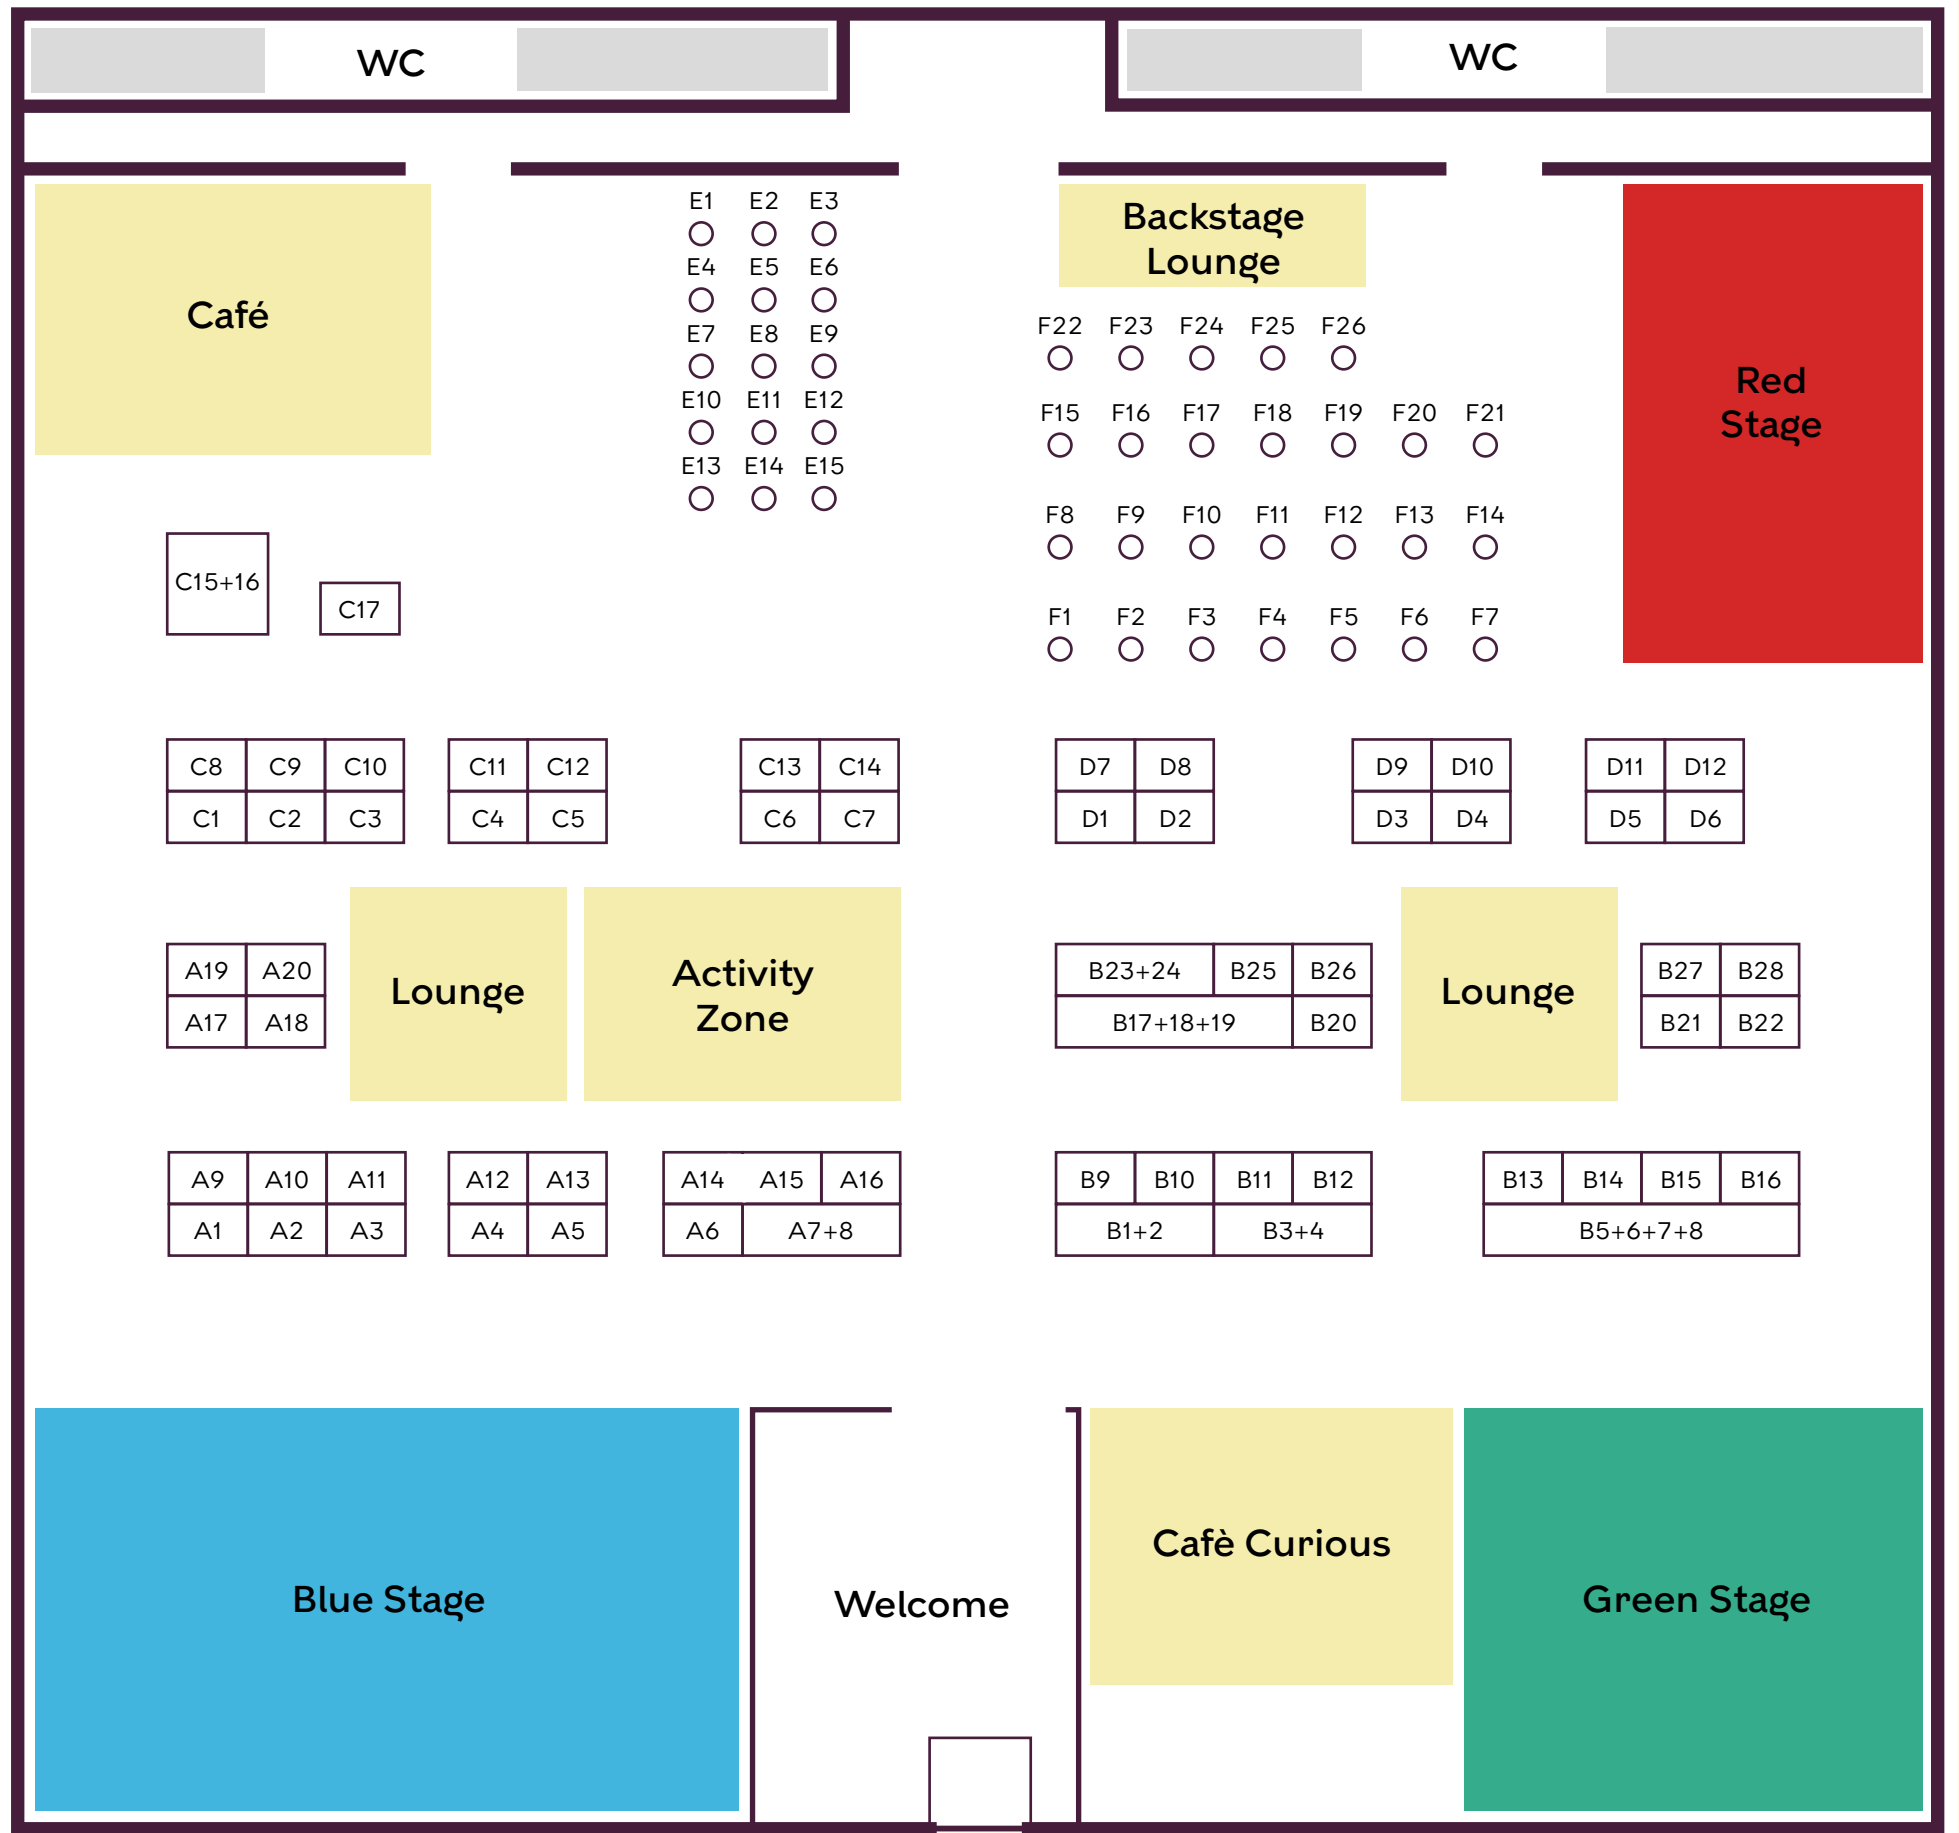 WC
WC
E1 E2 E3
E4 E5 E6
E7 E8 E9
E10 E11 E12
E13 E14 E15
Café
Backstage
Lounge
F22 F23 F24 F25 F26
F15 F16 F17 F18 F19 F20 F21
F8 F9 F10 F11 F12 F13 F14
F1 F2 F3 F4 F5 F6 F7
Red
Stage
C15+16
C17
C8 C9 C10 C11 C12 C13 C14 D7 D8 D9 D10 D11 D12
C1 C2 C3 C4 C5 C6 C7 D1 D2 D3 D4 D5 D6
A19 A20
A17 A18
Lounge
Activity
Zone
B23+24 B25 B26
B17+18+19 B20
Lounge
B27 B28
B21 B22
A9 A10 A11 A12 A13 A14 A15 A16 B9 B10 B11 B12 B13 B14 B15 B16
A1 A2 A3 A4 A5 A6 A7+8 B1+2 B3+4 B5+6+7+8
Blue Stage
Welcome
Cafè Curious
Green Stage